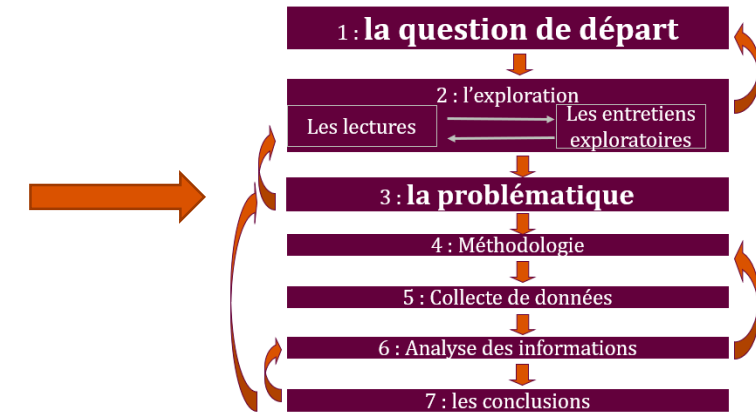 1 : la question de départ
2 : l’exploration
Les lectures
Les entretiens
exploratoires
3 : la problématique
4 : Méthodologie
5 : Collecte de données
6 : Analyse des informations
7 : les conclusions